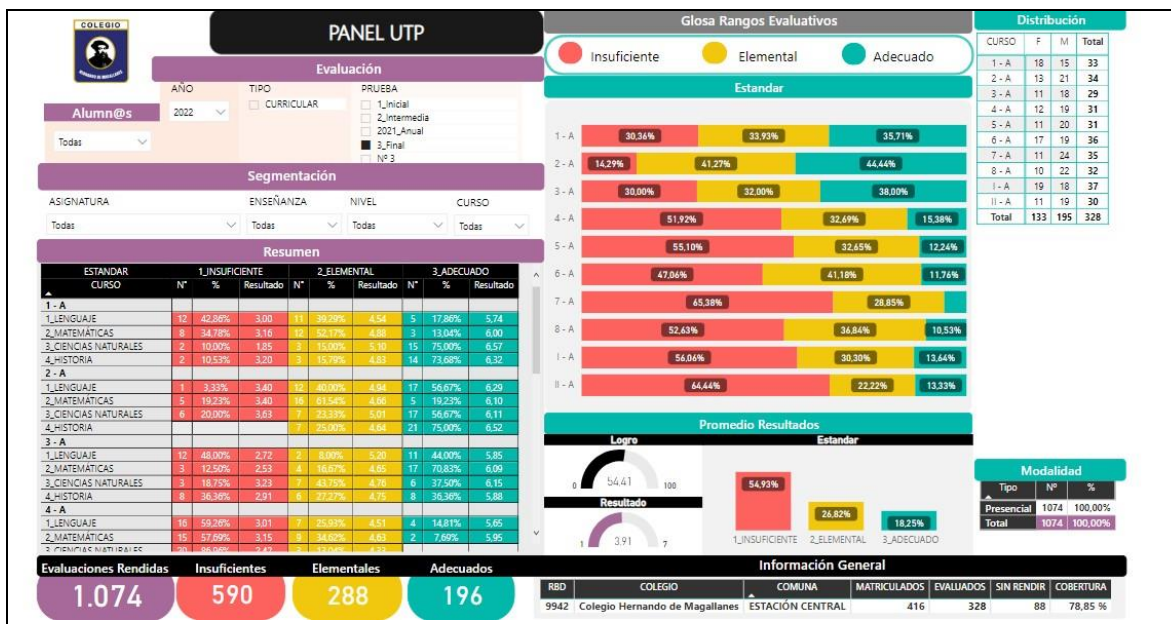 COLEGIO
HERNANDO DE MAGALLANES
PANEL UTP
Evaluación
Alumn@s
Todas
AÑO
2022
TIPO
CURRICULAR
PRUEBA
1_Inicial
2_Intermedia
2021_Anual
3_Final
Nº 3
Segmentación
ASIGNATURA ENSEÑANZA NIVEL CURSO
Todas Todas Todas Todas
Resumen
ESTANDAR 1_INSUFICIENTE 2_ELEMENTAL 3_ADECUADO
CURSO N° % Resultado N° % Resultado N° % Resultado
1 - A
1_LENGUAJE 12 42,86% 3,00 11 39,29% 4,54 5 17,86% 5,74
2_MATEMÁTICAS 8 34,78% 3,16 12 52,17% 4,88 3 13,04% 6,00
3_CIENCIAS NATURALES 2 10,00% 1,85 3 15,00% 5,10 15 75,00% 6,57
4_HISTORIA 2 10,53% 3,20 3 15,79% 4,83 14 73,68% 6,32
2 - A
1_LENGUAJE 1 3,33% 3,40 12 40,00% 4,94 17 56,67% 6,29
2_MATEMÁTICAS 5 19,23% 3,40 16 61,54% 4,66 5 19,23% 6,10
3_CIENCIAS NATURALES 6 20,00% 3,63 7 23,33% 5,01 17 56,67% 6,11
4_HISTORIA 7 25,00% 4,64 21 75,00% 6,52
3 - A
1_LENGUAJE 12 48,00% 2,72 2 8,00% 5,20 11 44,00% 5,85
2_MATEMÁTICAS 3 12,50% 2,53 4 16,67% 4,65 17 70,83% 6,09
3_CIENCIAS NATURALES 3 18,75% 3,23 7 43,75% 4,76 6 37,50% 6,15
4_HISTORIA 8 36,36% 2,91 6 27,27% 4,75 8 36,36% 5,88
4 - A
1_LENGUAJE 16 59,26% 3,01 7 25,93% 4,51 4 14,81% 5,65
2_MATEMÁTICAS 15 57,69% 3,15 9 34,62% 4,63 2 7,69% 5,95
3_CIENCIAS NATURALES 20 86,96% 3 13,04%
Evaluaciones Rendidas Insuficientes Elementales Adecuados
1.074 590 288 196
Glosa Rangos Evaluativos
Insuficiente Elemental Adecuado
Estandar
1 - A 30,36% 33,93% 35,71%
2 - A 14,29% 41,27% 44,44%
3 - A 30,00% 32,00% 38,00%
4 - A 51,92% 32,69% 15,38%
5 - A 55,10% 32,65% 12,24%
6 - A 47,06% 41,18% 11,76%
7 - A 65,38% 28,85%
8 - A 52,63% 36,84% 10,53%
I - A 56,06% 30,30% 13,64%
II - A 64,44% 22,22% 13,33%
Promedio Resultados
Logro
0 54,41 100
Resultado
1 3,91 7
Estandar
54,93% 26,82% 18,25%
1_INSUFICIENTE 2_ELEMENTAL 3_ADECUADO
Distribución
CURSO F M Total
1 - A 18 15 33
2 - A 13 21 34
3 - A 11 18 29
4 - A 12 19 31
5 - A 11 20 31
6 - A 17 19 36
7 - A 11 24 35
8 - A 10 22 32
I - A 19 18 37
II - A 11 19 30
Total 133 195 328
Modalidad
Tipo Nº %
Presencial 1074 100,00%
Total 1074 100,00%
Información General
RBD COLEGIO COMUNA MATRICULADOS EVALUADOS SIN RENDIR COBERTURA
9942 Colegio Hernando de Magallanes ESTACIÓN CENTRAL 416 328 88 78,85 %